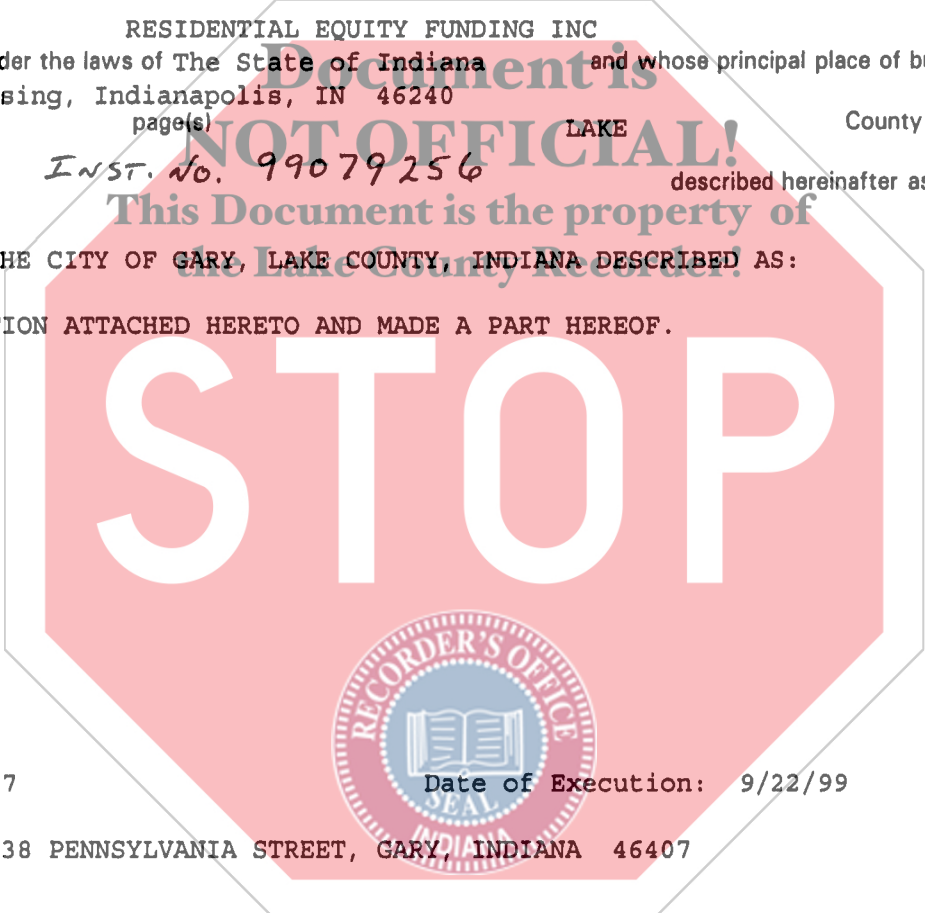 RESIDENTIAL EQUITY FUNDING INC
der the laws of The State of Indiana and whose principal place of bu
Document is
sing, Indianapolis, IN 46240
page(s) LAKE County
NOT OFFICIAL!
INST. No. 99079256
described hereinafter as
This Document is the property of
HE CITY OF GARY, LAKE COUNTY, INDIANA DESCRIBED AS:
the Lake County Recorder!
ION ATTACHED HERETO AND MADE A PART HEREOF.
STOP
RECORDER'S OFFICE
7 Date of Execution: 9/22/99
SEAL
INDIANA
38 PENNSYLVANIA STREET, GARY, INDIANA 46407